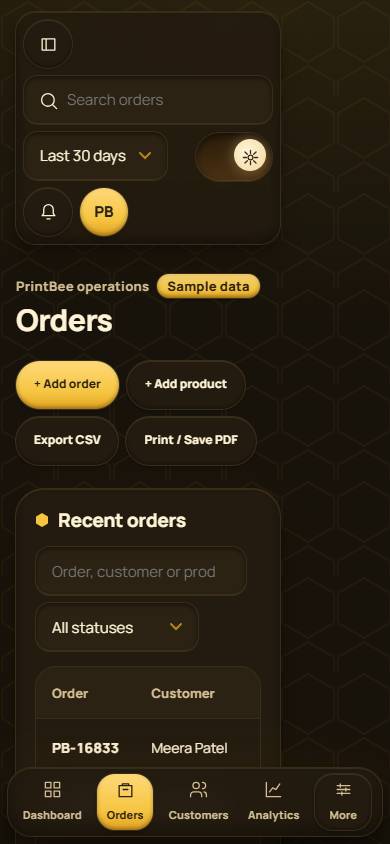 Search orders
Last 30 days
PB
PrintBee operations Sample data
Orders
+ Add order + Add product
Export CSV Print / Save PDF
Recent orders
Order, customer or prod
All statuses
Order Customer
PB-16833 Meera Patel
Dashboard Orders Customers Analytics More